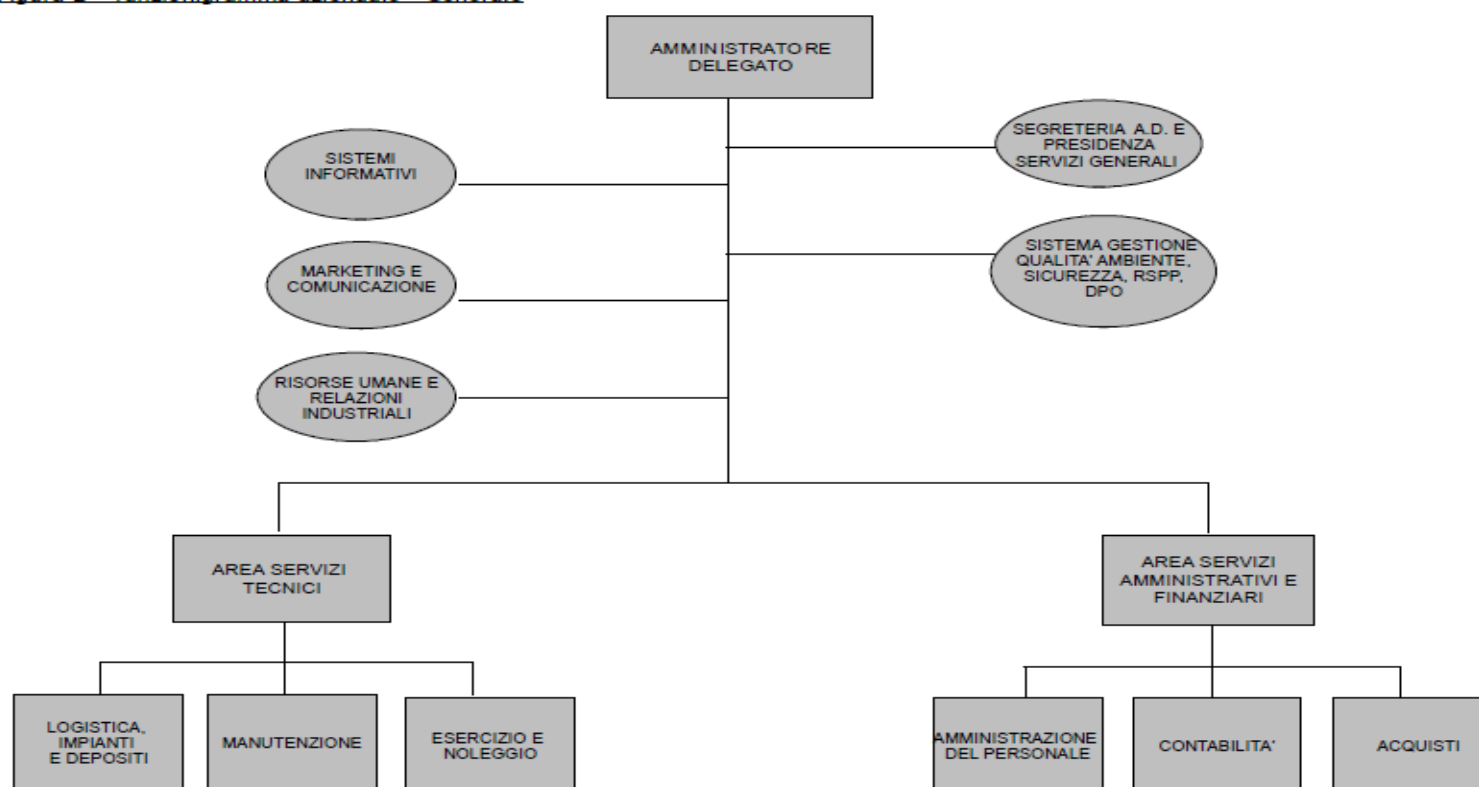 AMMINISTRATORE
DELEGATO
SEGRETERIA A.D. E
PRESIDENZA
SERVIZI GENERALI
SISTEMI
INFORMATIVI
SISTEMA GESTIONE
QUALITA' AMBIENTE,
SICUREZZA, RSPP,
DPO
MARKETING E
COMUNICAZIONE
RISORSE UMANE E
RELAZIONI
INDUSTRIALI
AREA SERVIZI
TECNICI
AREA SERVIZI
AMMINISTRATIVI E
FINANZIARI
LOGISTICA,
IMPIANTI
E DEPOSITI
MANUTENZIONE
ESERCIZIO E
NOLEGGIO
AMMINISTRAZIONE
DEL PERSONALE
CONTABILITA'
ACQUISTI